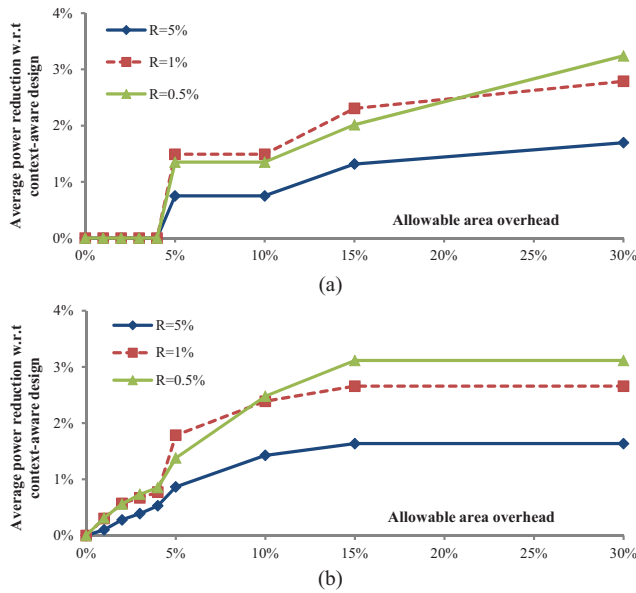 4%
3%
2%
1%
0%
Average power reduction w.r.t
context-aware design
R=5%
R=1%
R=0.5%
Allowable area overhead
0%
5%
10%
15%
20%
25%
30%
(a)
4%
3%
2%
1%
0%
Average power reduction w.r.t
context-aware design
R=5%
R=1%
R=0.5%
Allowable area overhead
0%
5%
10%
15%
20%
25%
30%
(b)